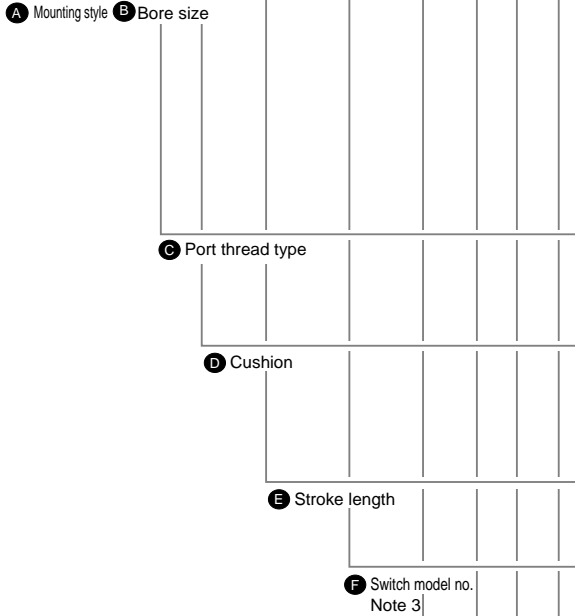 A Mounting style B Bore size
C Port thread type
D Cushion
E Stroke length
F Switch model no.
Note 3